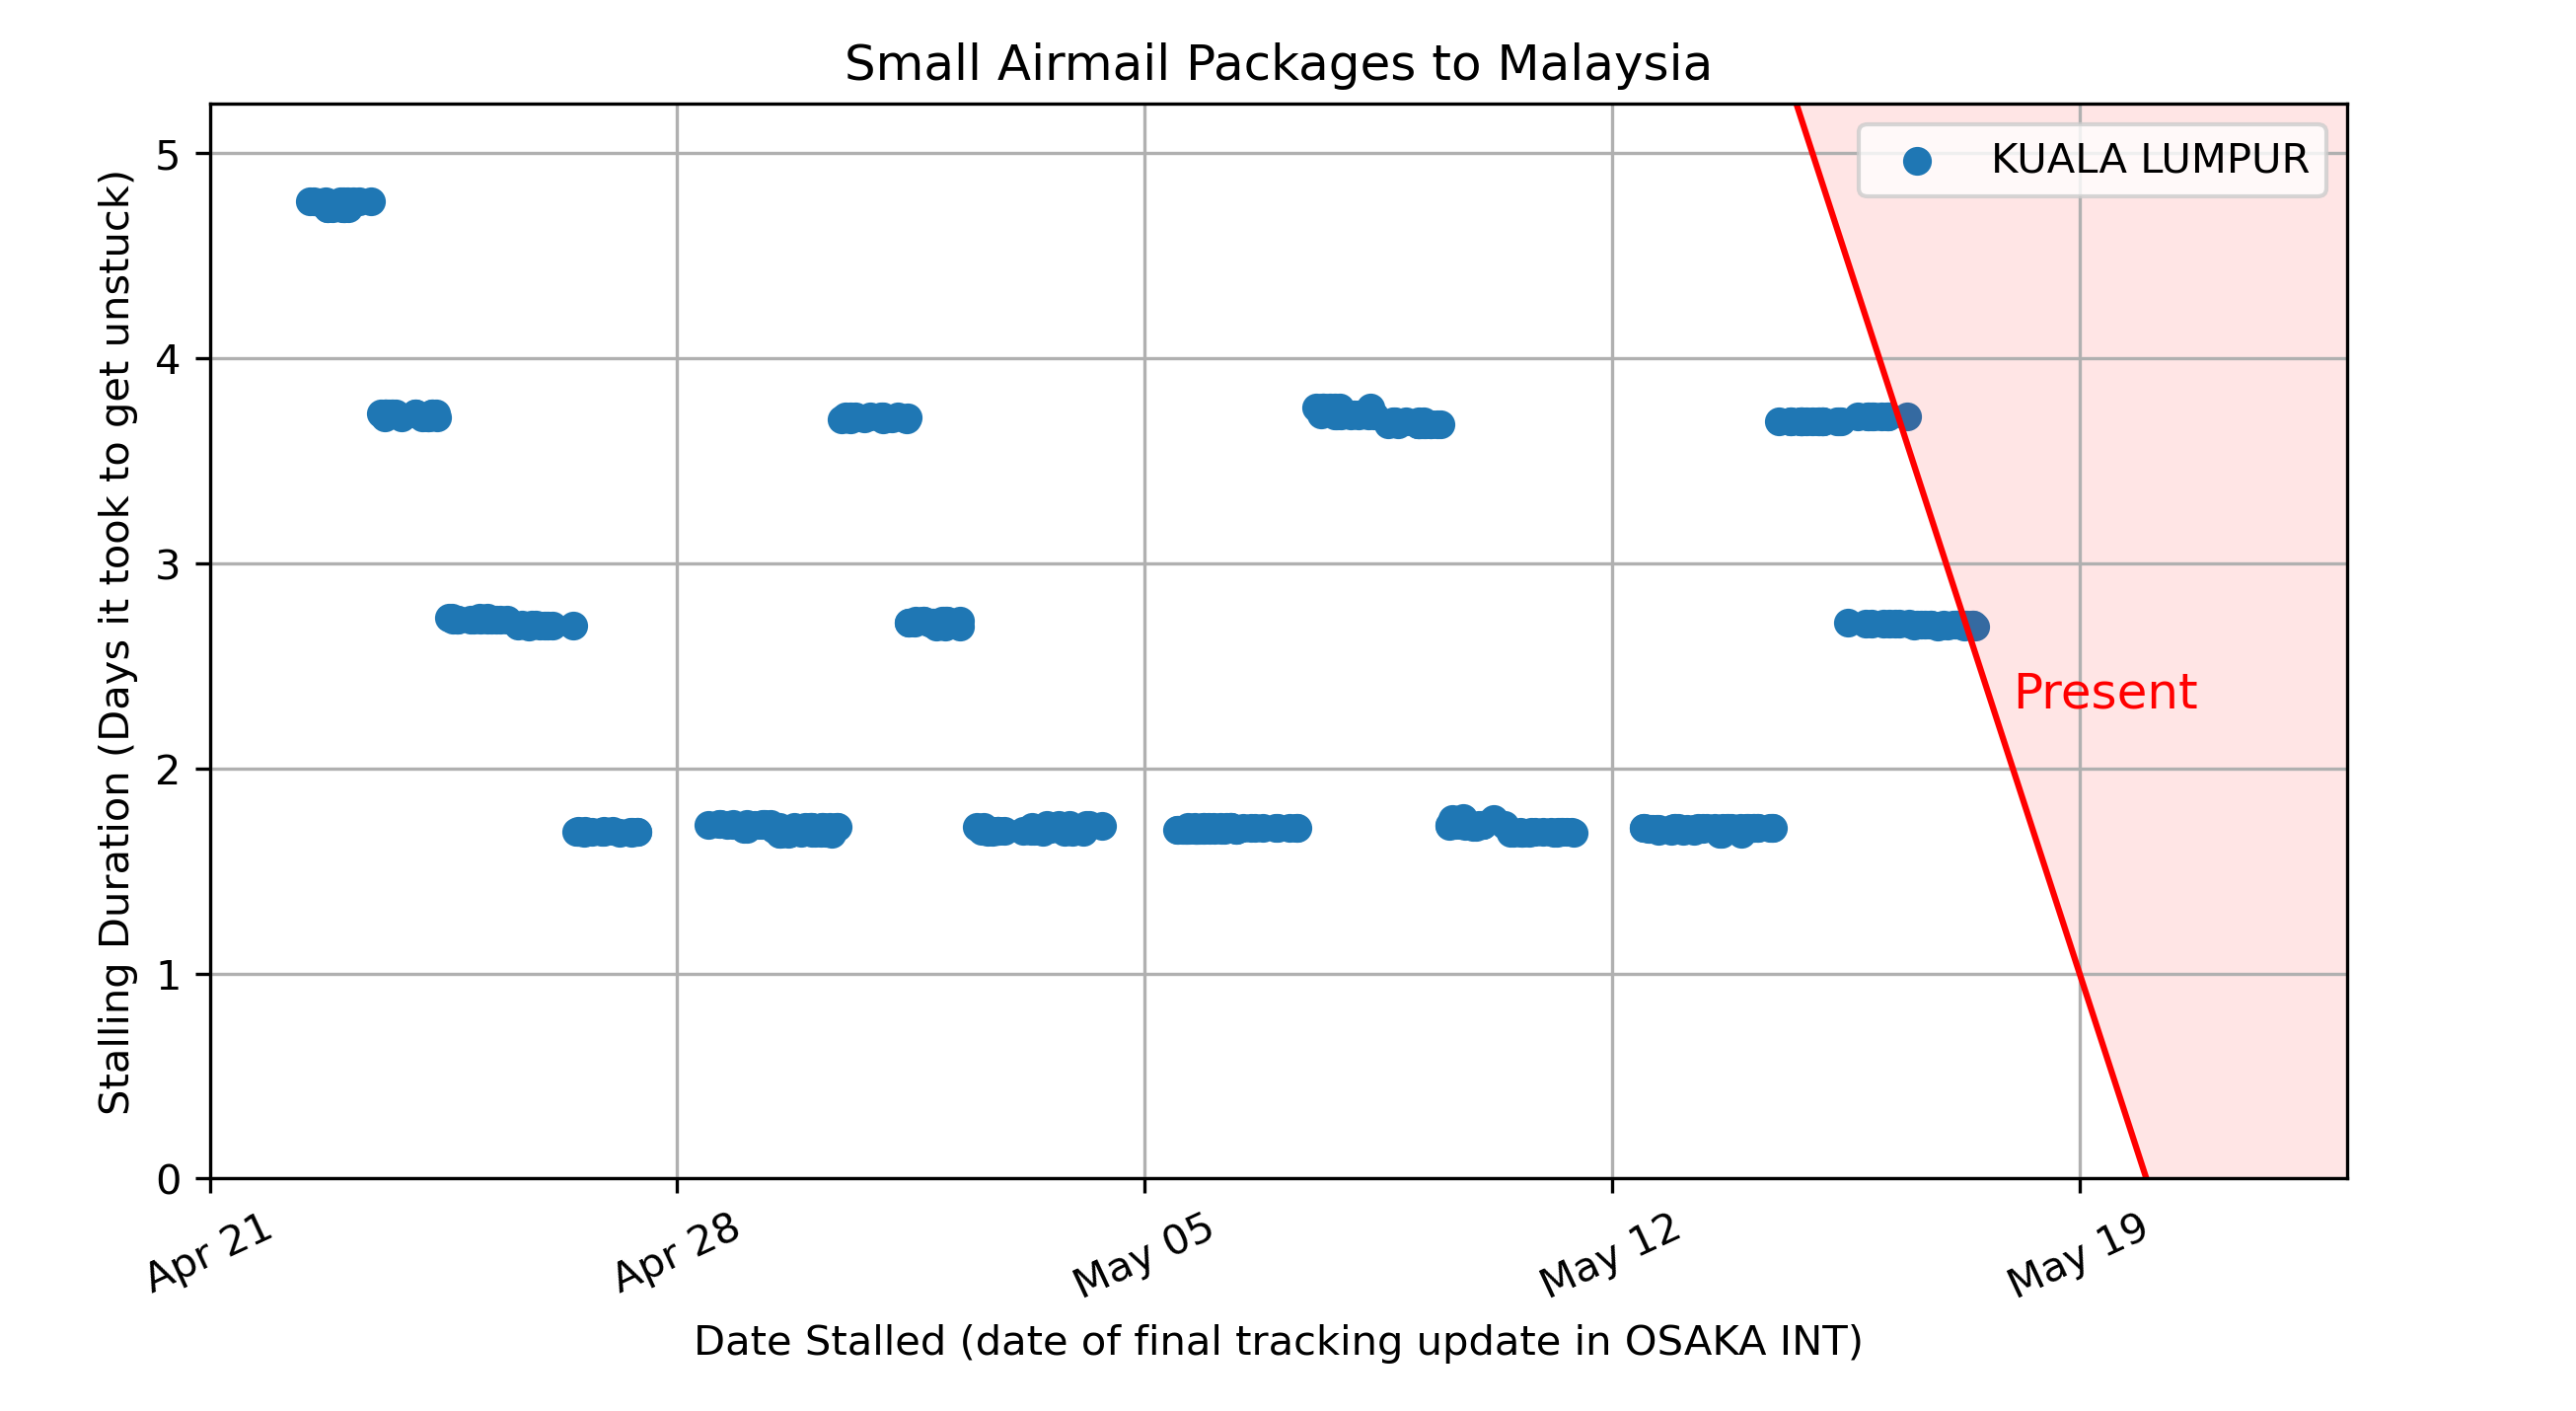 Small Airmail Packages to Malaysia
KUALA LUMPUR
Stalling Duration (Days it took to get unstuck)
5
4
3
2
1
0
Present
Apr 21
Apr 28
May 05
May 12
May 19
Date Stalled (date of final tracking update in OSAKA INT)